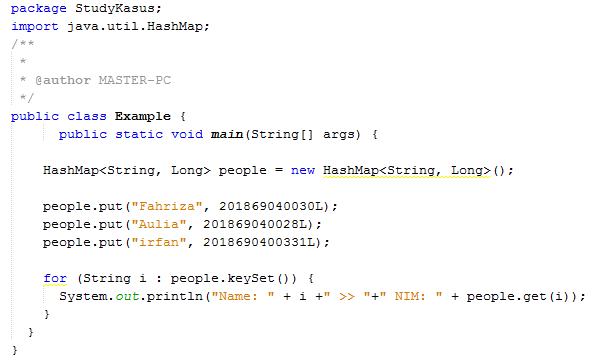 package StudyKasus;
import java.util.HashMap;
/**
 *
 * @author MASTER-PC
 */
public class Example {
      public static void main(String[] args) {

    HashMap<String, Long> people = new HashMap<String, Long>();

    people.put("Fahriza", 201869040030L);
    people.put("Aulia", 201869040028L);
    people.put("irfan", 2018690400331L);

    for (String i : people.keySet()) {
      System.out.println("Name: " + i +" >> "+" NIM: " + people.get(i));
    }
  }
}